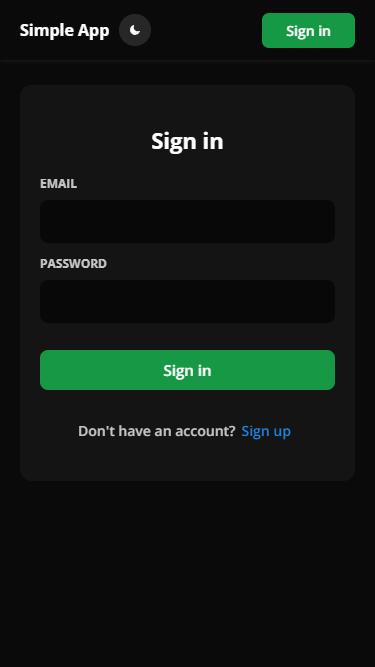 Simple App
Sign in
Sign in
EMAIL
PASSWORD
Sign in
Don't have an account? Sign up